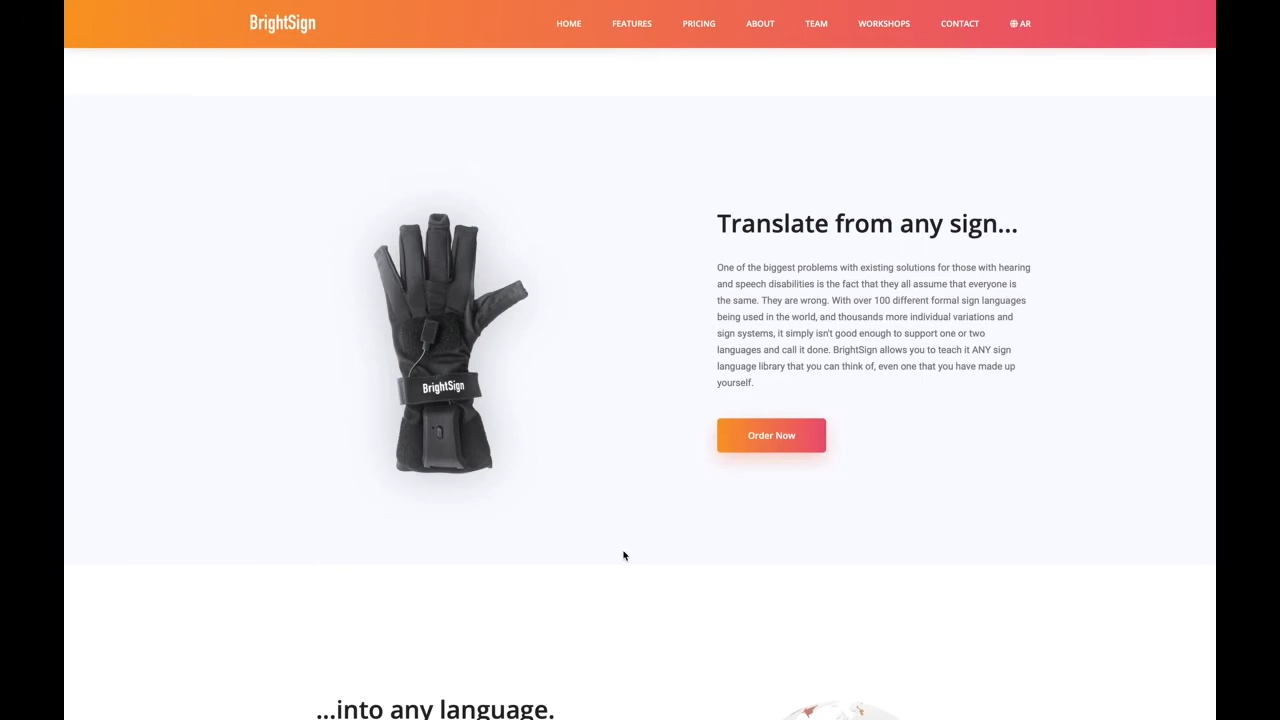 BrightSign
HOME FEATURES PRICING ABOUT TEAM WORKSHOPS CONTACT AR
Translate from any sign...
One of the biggest problems with existing solutions for those with hearing
and speech disabilities is the fact that they all assume that everyone is
the same. They are wrong. With over 100 different formal sign languages
being used in the world, and thousands more individual variations and
sign systems, it simply isn't good enough to support one or two
languages and call it done. BrightSign allows you to teach it ANY sign
language library that you can think of, even one that you have made up
yourself.
BrightSign
Order Now
...into any language.